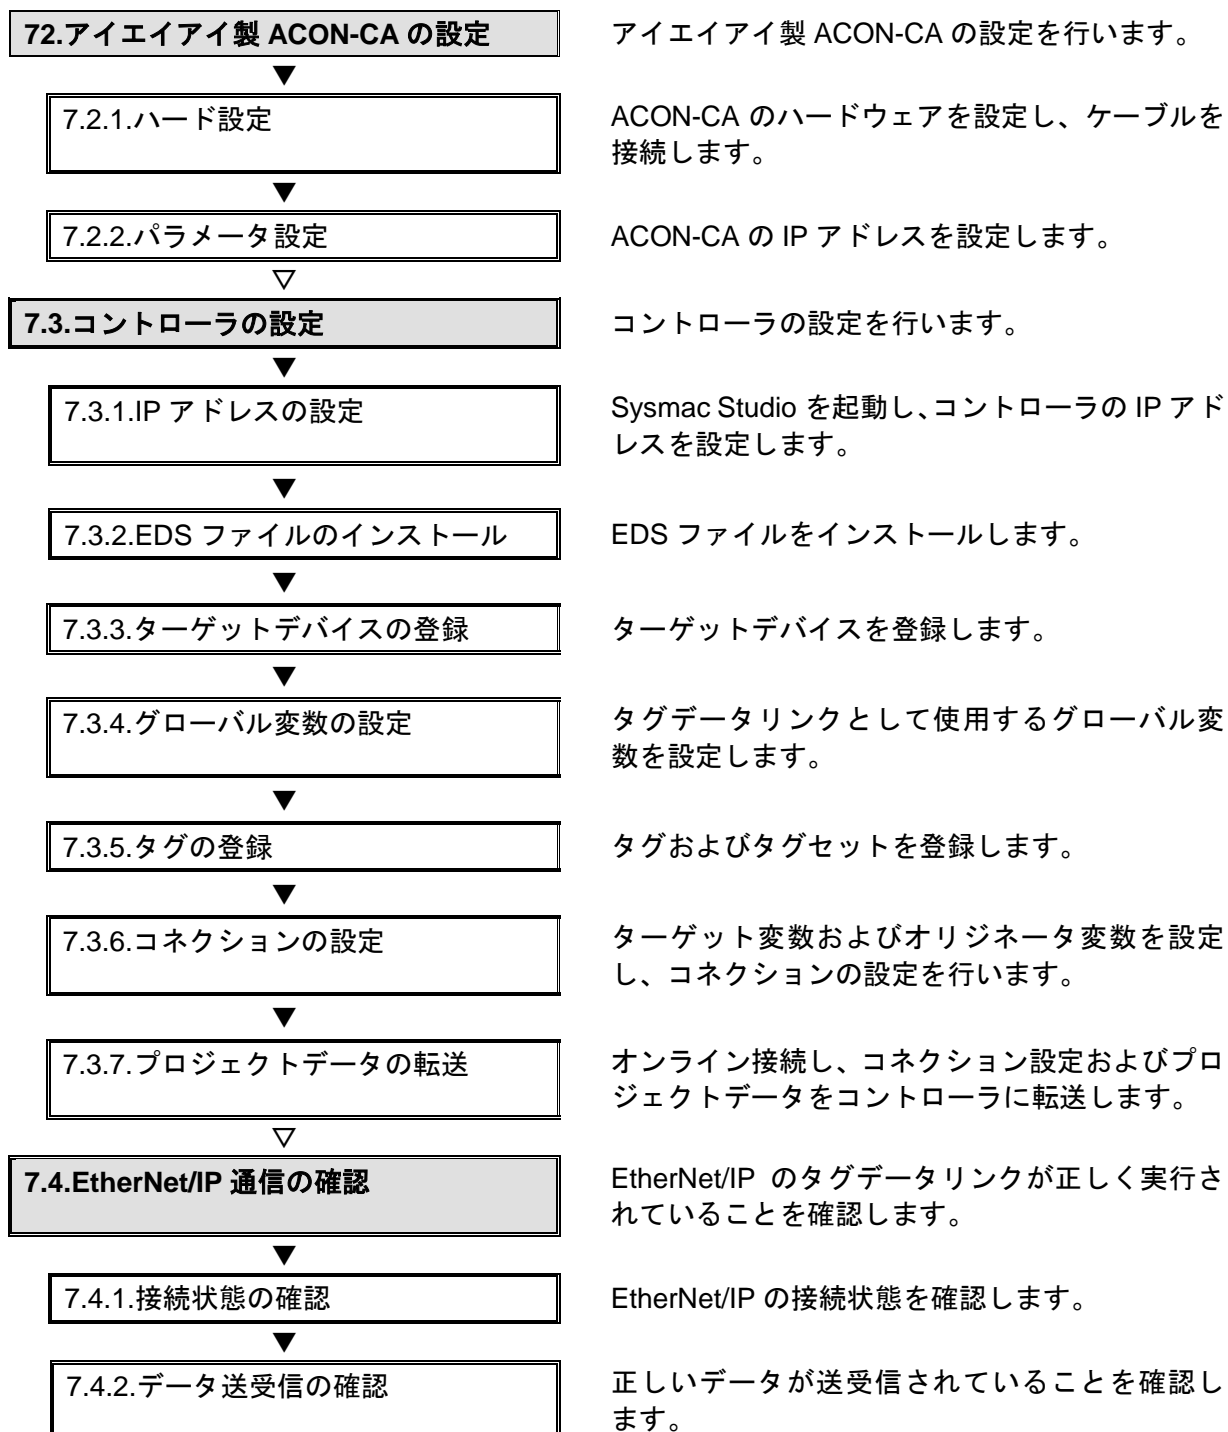 72.アイエイアイ製 ACON-CA の設定
アイエイアイ製 ACON-CA の設定を行います。
▼
7.2.1.ハード設定
ACON-CA のハードウェアを設定し、ケーブルを
接続します。
▼
7.2.2.パラメータ設定
ACON-CA の IP アドレスを設定します。
▽
7.3.コントローラの設定
コントローラの設定を行います。
▼
7.3.1.IP アドレスの設定
Sysmac Studio を起動し、コントローラの IP アド
レスを設定します。
▼
7.3.2.EDS ファイルのインストール
EDS ファイルをインストールします。
▼
7.3.3.ターゲットデバイスの登録
ターゲットデバイスを登録します。
▼
7.3.4.グローバル変数の設定
タグデータリンクとして使用するグローバル変
数を設定します。
▼
7.3.5.タグの登録
タグおよびタグセットを登録します。
▼
7.3.6.コネクションの設定
ターゲット変数およびオリジネータ変数を設定
し、コネクションの設定を行います。
▼
7.3.7.プロジェクトデータの転送
オンライン接続し、コネクション設定およびプロ
ジェクトデータをコントローラに転送します。
▽
7.4.EtherNet/IP 通信の確認
EtherNet/IP のタグデータリンクが正しく実行さ
れていることを確認します。
▼
7.4.1.接続状態の確認
EtherNet/IP の接続状態を確認します。
▼
7.4.2.データ送受信の確認
正しいデータが送受信されていることを確認し
ます。